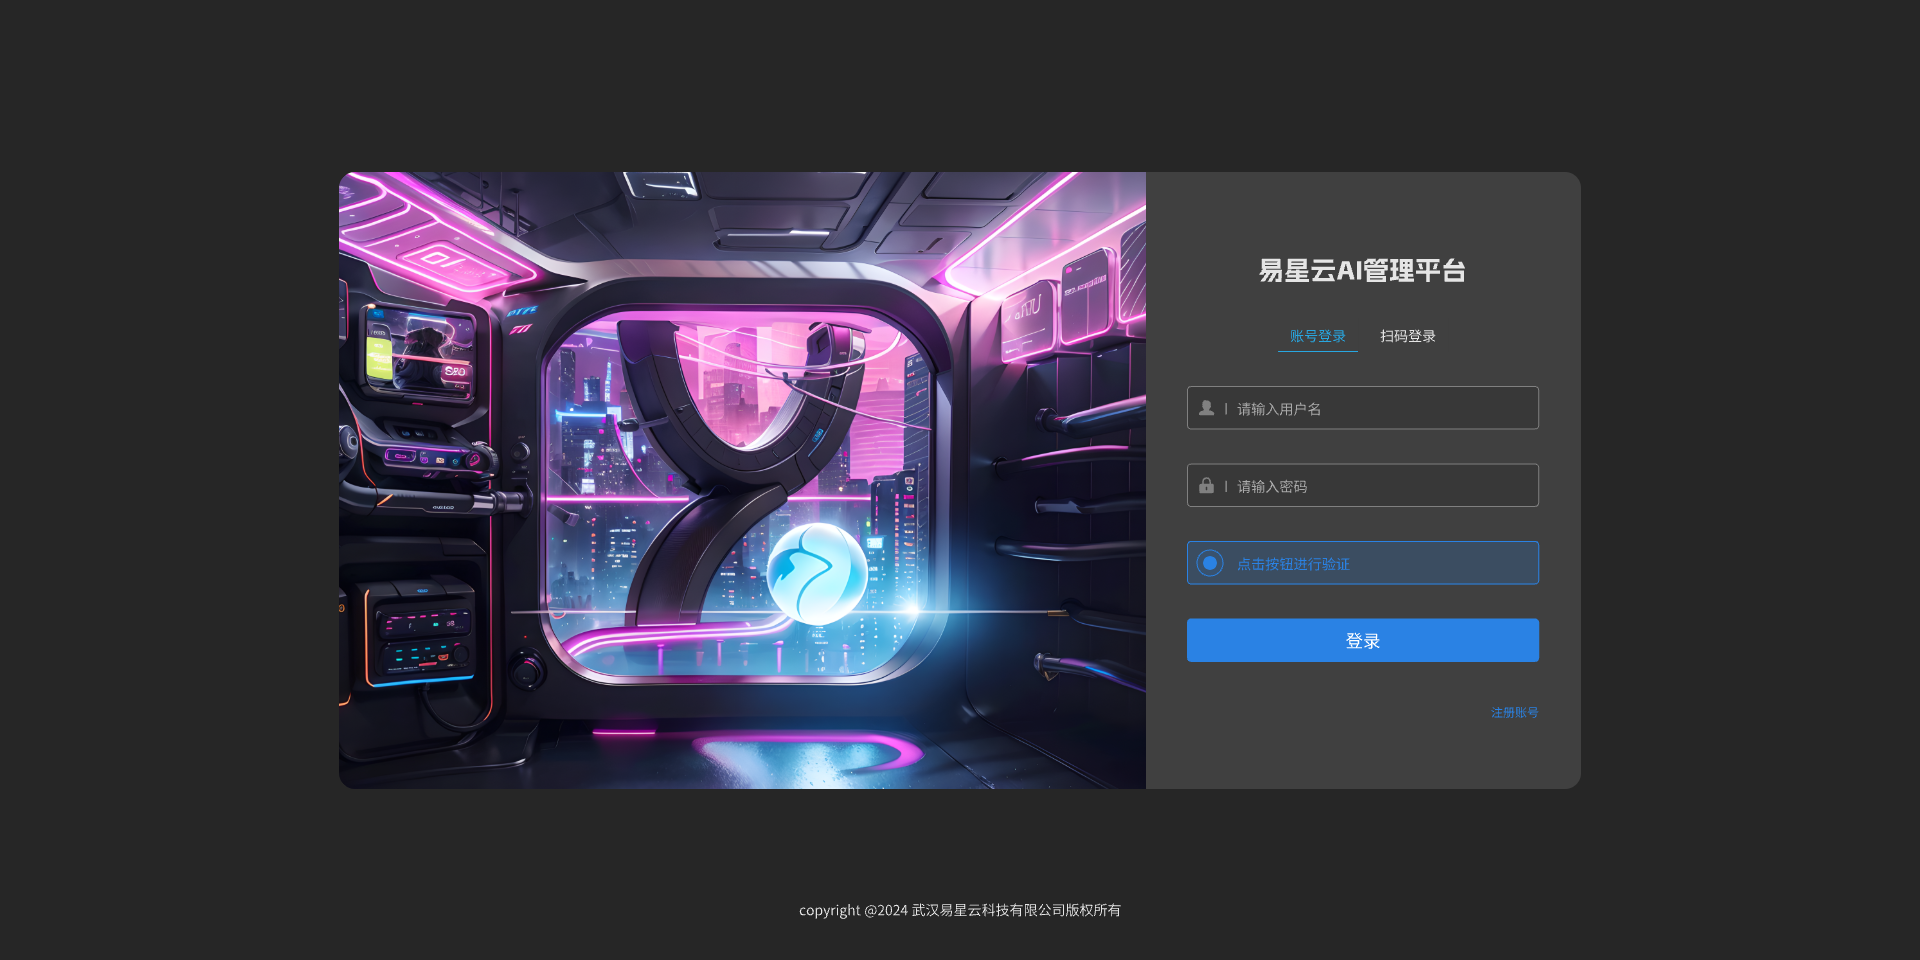 易星云AI管理平台
账号登录 扫码登录
请输入用户名
请输入密码
点击按钮进行验证
登录
注册账号
copyright @2024 武汉易星云科技有限公司版权所有